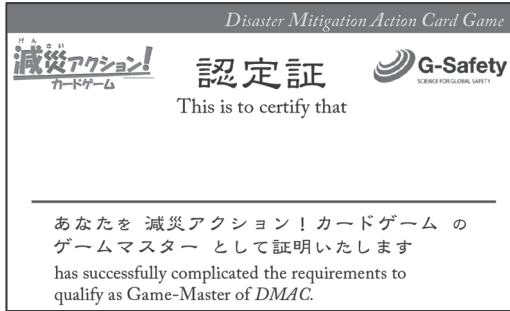 Disaster Mitigation Action Card Game
げんさい
減災アクション!
カードゲーム
認定証
G-Safety
SCIENCE FOR GLOBAL SAFETY
This is to certify that
あなたを 減災アクション！カードゲーム の
ゲームマスター として証明いたします
has successfully complicated the requirements to
qualify as Game-Master of DMAC.